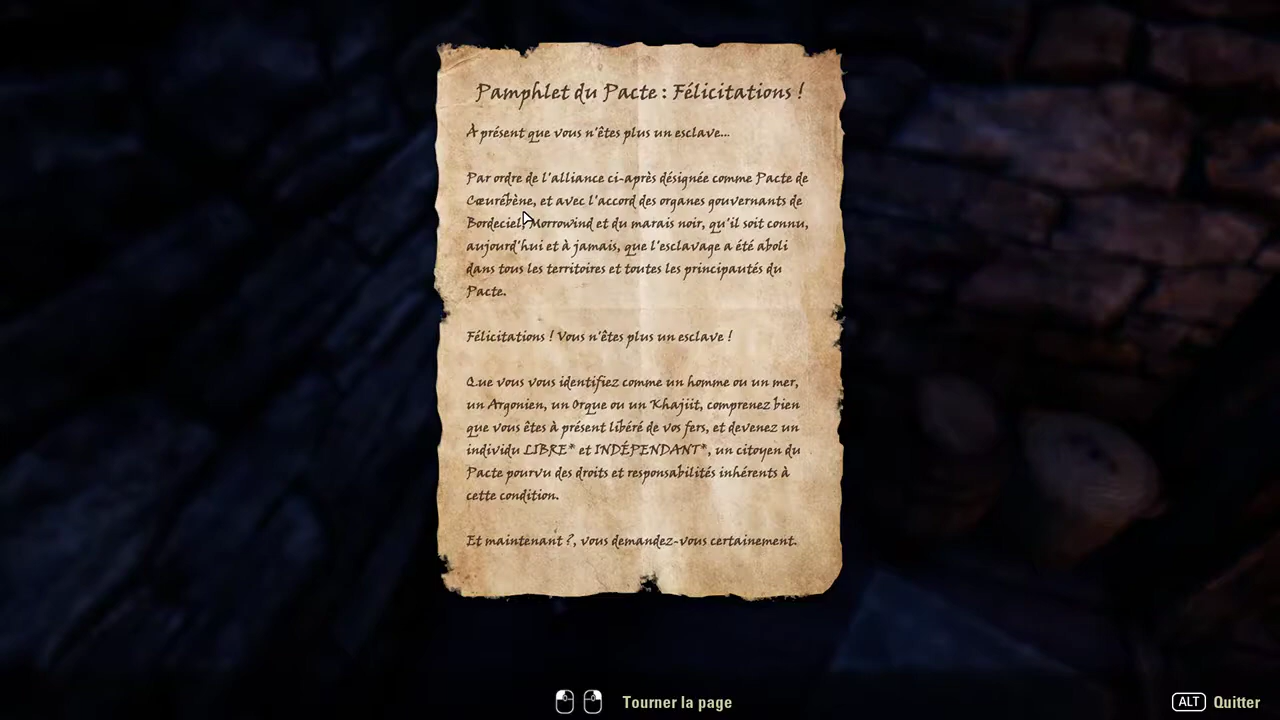 Pamphlet du Pacte : Félicitations !
À présent que vous n'êtes plus un esclave...
Par ordre de l'alliance ci-après désignée comme Pacte de
Cœurébène, et avec l'accord des organes gouvernants de
Bordeciel, Morrowind et du marais noir, qu'il soit connu,
aujourd'hui et à jamais, que l'esclavage a été aboli
dans tous les territoires et toutes les principautés du
Pacte.
Félicitations ! Vous n'êtes plus un esclave !
Que vous vous identifiez comme un homme ou un mer,
un Argonien, un Orque ou un Khajiit, comprenez bien
que vous êtes à présent libéré de vos fers, et devenez un
individu LIBRE* et INDÉPENDANT*, un citoyen du
Pacte pourvu des droits et responsabilités inhérents à
cette condition.
Et maintenant ?, vous demandez-vous certainement.
Tourner la page
ALT Quitter